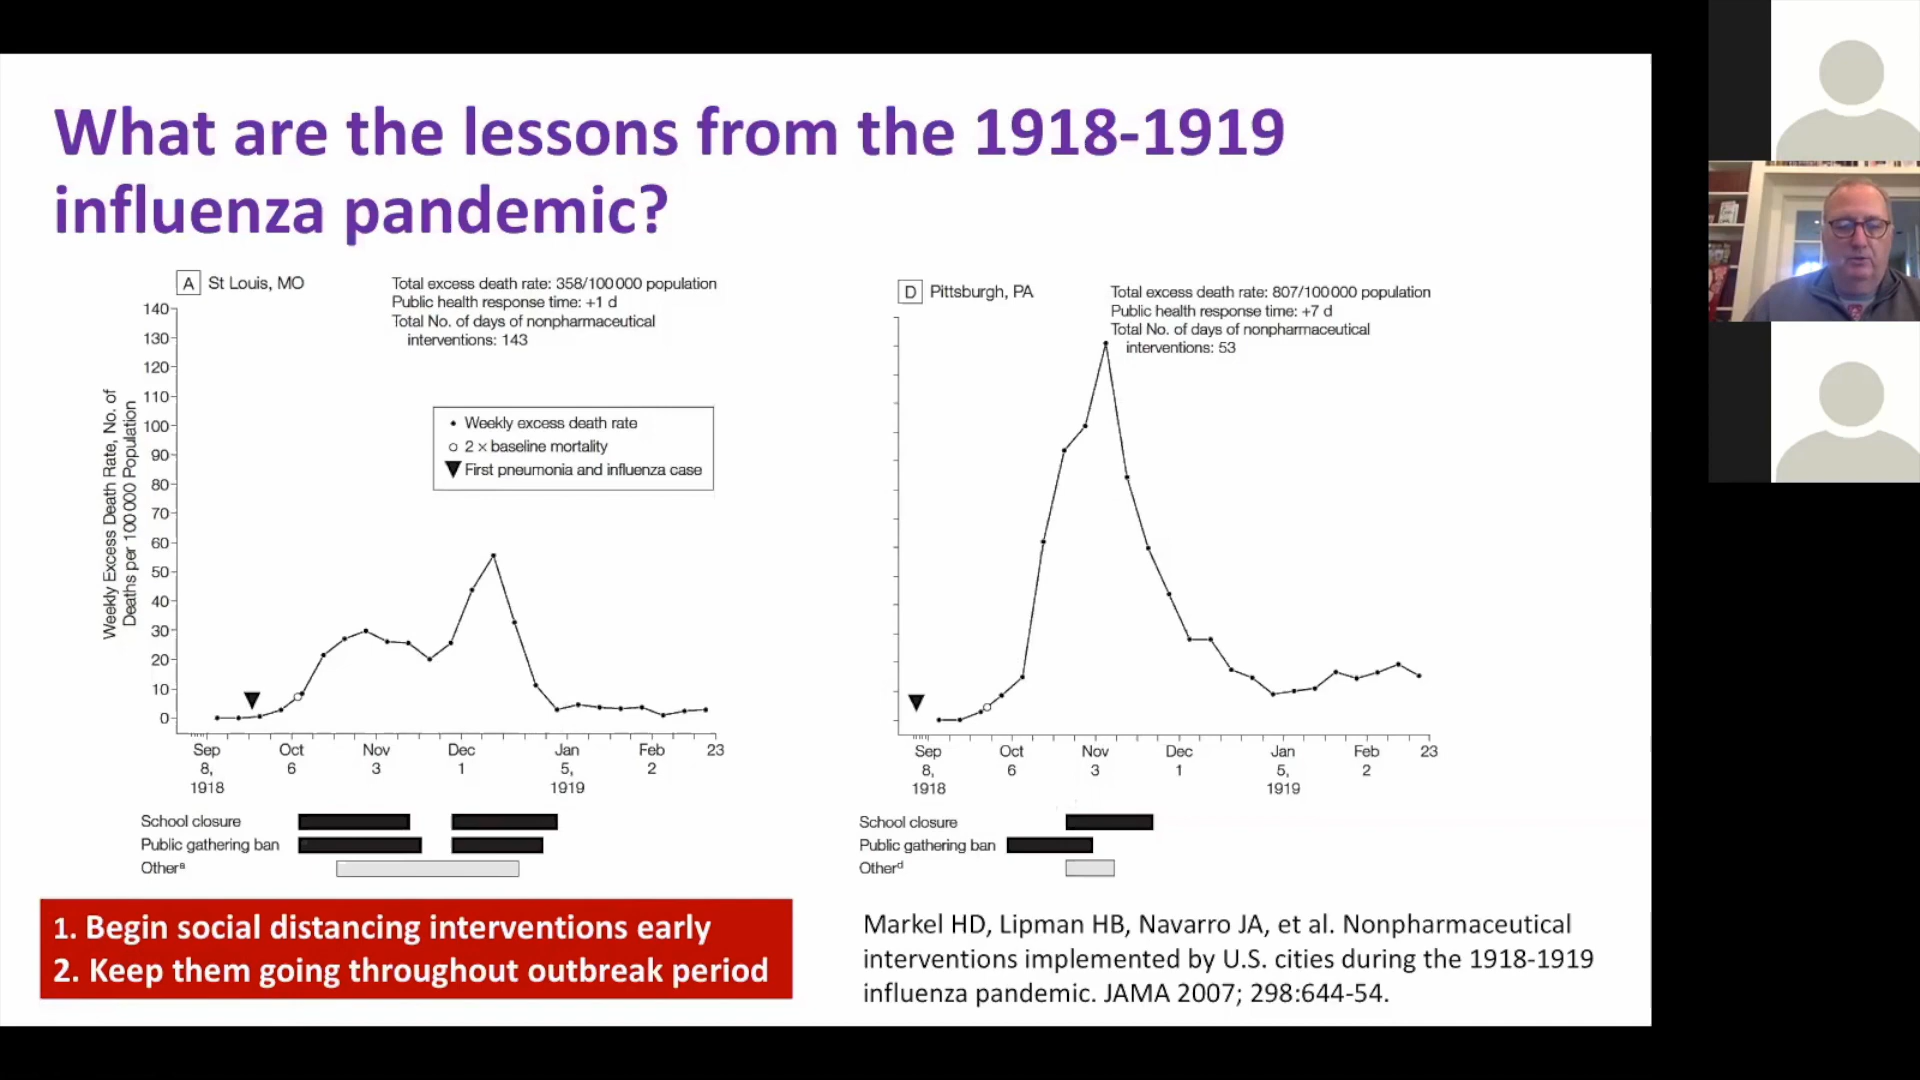 What are the lessons from the 1918-1919
influenza pandemic?
A St Louis, MO
Total excess death rate: 358/100 000 population
Public health response time: +1 d
Total No. of days of nonpharmaceutical
interventions: 143
Weekly Excess Death Rate, No. of
Deaths per 100 000 Population
140
130
120
110
100
90
80
70
60
50
40
30
20
10
0
Weekly excess death rate
2 × baseline mortality
First pneumonia and influenza case
Sep Oct Nov Dec Jan Feb 23
8, 6 3 1 5, 2
1918 1919
School closure
Public gathering ban
Otherᵃ
D Pittsburgh, PA
Total excess death rate: 807/100 000 population
Public health response time: +7 d
Total No. of days of nonpharmaceutical
interventions: 53
Sep Oct Nov Dec Jan Feb 23
8, 6 3 1 5, 2
1918 1919
School closure
Public gathering ban
Otherᵈ
1. Begin social distancing interventions early
2. Keep them going throughout outbreak period
Markel HD, Lipman HB, Navarro JA, et al. Nonpharmaceutical
interventions implemented by U.S. cities during the 1918-1919
influenza pandemic. JAMA 2007; 298:644-54.